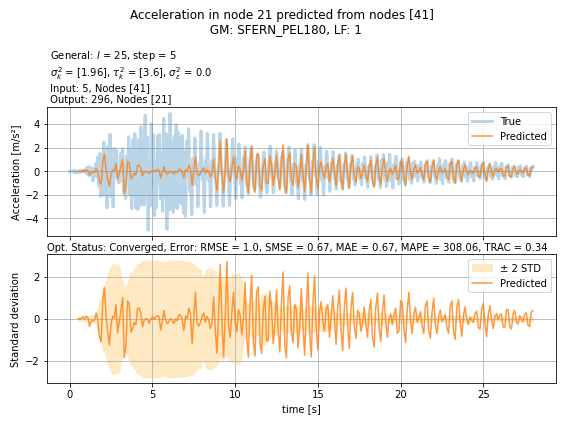 Acceleration in node 21 predicted from nodes [41]
GM: SFERN_PEL180, LF: 1
General: l = 25, step = 5
σ²ₖ = [1.96], τ²ₖ = [3.6], σ²ε = 0.0
Input: 5, Nodes [41]
Output: 296, Nodes [21]
Acceleration [m/s²]
4
2
0
−2
−4
True
Predicted
Opt. Status: Converged, Error: RMSE = 1.0, SMSE = 0.67, MAE = 0.67, MAPE = 308.06, TRAC = 0.34
Standard deviation
2
0
−2
± 2 STD
Predicted
0 5 10 15 20 25
time [s]